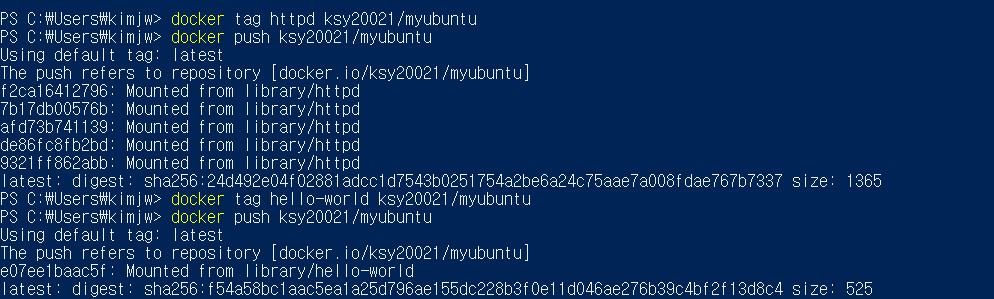 PS C:₩Users₩kimjw> docker tag httpd ksy20021/myubuntu
PS C:₩Users₩kimjw> docker push ksy20021/myubuntu
Using default tag: latest
The push refers to repository [docker.io/ksy20021/myubuntu]
f2ca16412796: Mounted from library/httpd
7b17db00576b: Mounted from library/httpd
afd73b741139: Mounted from library/httpd
de86fc8fb2bd: Mounted from library/httpd
9321ff862abb: Mounted from library/httpd
latest: digest: sha256:24d492e04f02881adcc1d7543b0251754a2be6a24c75aae7a008fdae767b7337 size: 1365
PS C:₩Users₩kimjw> docker tag hello-world ksy20021/myubuntu
PS C:₩Users₩kimjw> docker push ksy20021/myubuntu
Using default tag: latest
The push refers to repository [docker.io/ksy20021/myubuntu]
e07ee1baac5f: Mounted from library/hello-world
latest: digest: sha256:f54a58bc1aac5ea1a25d796ae155dc228b3f0e11d046ae276b39c4bf2f13d8c4 size: 525